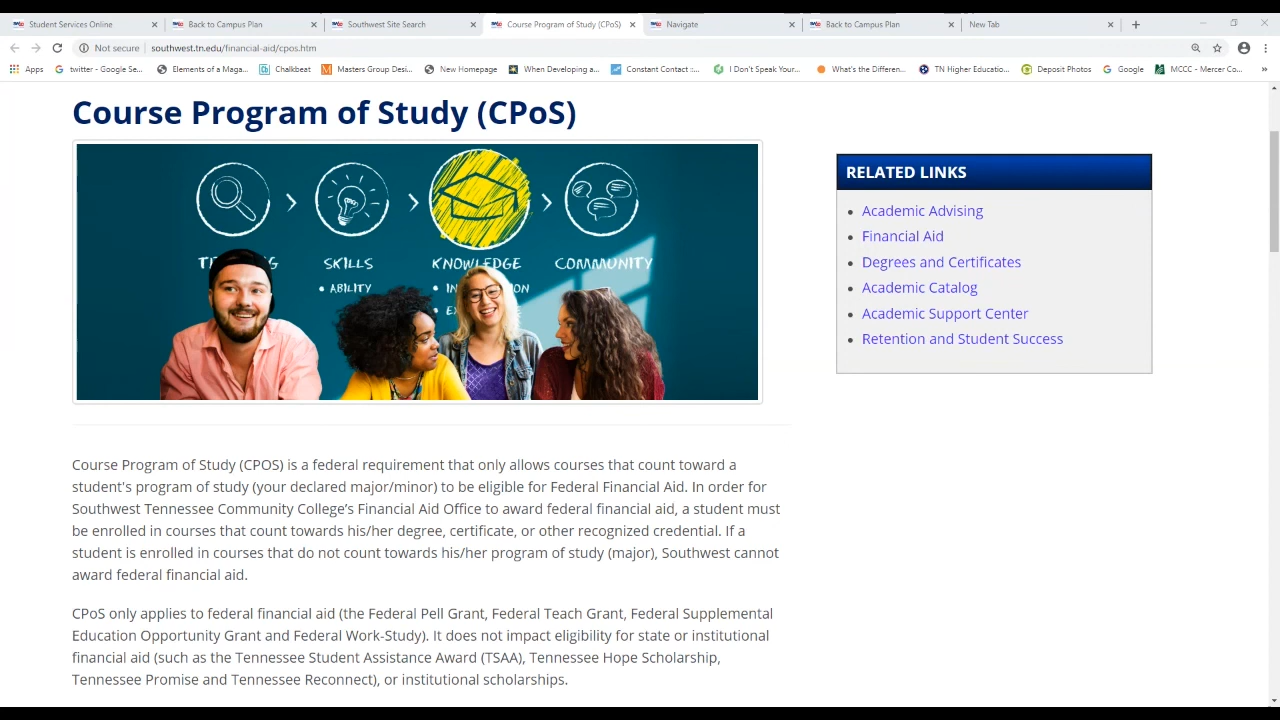 Student Services Online
Back to Campus Plan
Southwest Site Search
Course Program of Study (CPoS)
Navigate
Back to Campus Plan
New Tab
Not secure
southwest.tn.edu/financial-aid/cpos.htm
Apps
twitter - Google Se...
Elements of a Maga...
Chalkbeat
Masters Group Desi...
New Homepage
When Developing a...
Constant Contact ::...
I Don't Speak Your...
What's the Differen...
TN Higher Educatio...
Deposit Photos
Google
MCCC - Mercer Co...
Course Program of Study (CPoS)
SKILLS
KNOWLEDGE
COMMUNITY
• ABILITY
RELATED LINKS
• Academic Advising
• Financial Aid
• Degrees and Certificates
• Academic Catalog
• Academic Support Center
• Retention and Student Success
Course Program of Study (CPOS) is a federal requirement that only allows courses that count toward a
student's program of study (your declared major/minor) to be eligible for Federal Financial Aid. In order for
Southwest Tennessee Community College's Financial Aid Office to award federal financial aid, a student must
be enrolled in courses that count towards his/her degree, certificate, or other recognized credential. If a
student is enrolled in courses that do not count towards his/her program of study (major), Southwest cannot
award federal financial aid.
CPoS only applies to federal financial aid (the Federal Pell Grant, Federal Teach Grant, Federal Supplemental
Education Opportunity Grant and Federal Work-Study). It does not impact eligibility for state or institutional
financial aid (such as the Tennessee Student Assistance Award (TSAA), Tennessee Hope Scholarship,
Tennessee Promise and Tennessee Reconnect), or institutional scholarships.